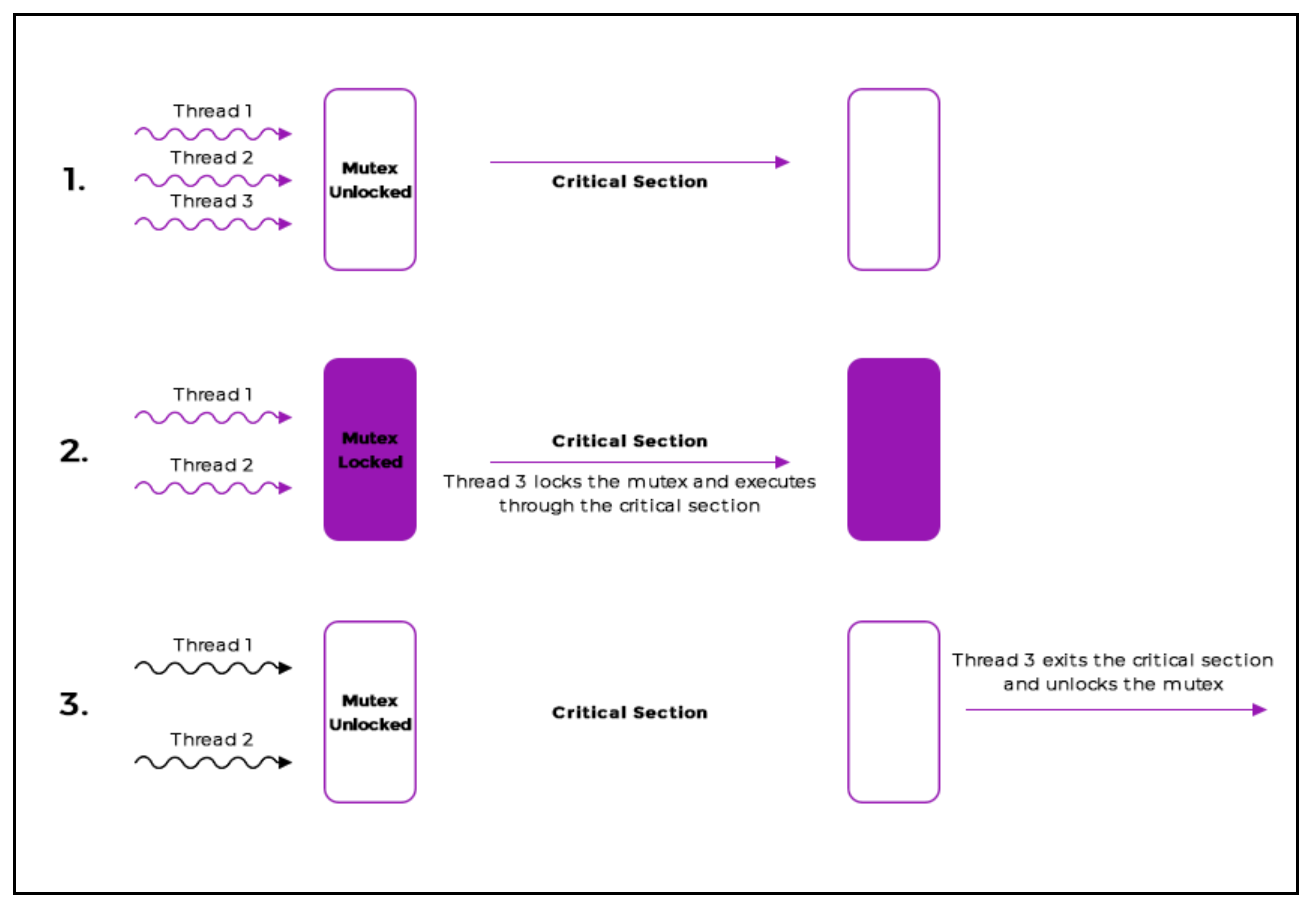 1.
Thread 1
Thread 2
Thread 3
Mutex
Unlocked
Critical Section
2.
Thread 1
Thread 2
Mutex
Locked
Critical Section
Thread 3 locks the mutex and executes
through the critical section
3.
Thread 1
Thread 2
Mutex
Unlocked
Critical Section
Thread 3 exits the critical section
and unlocks the mutex